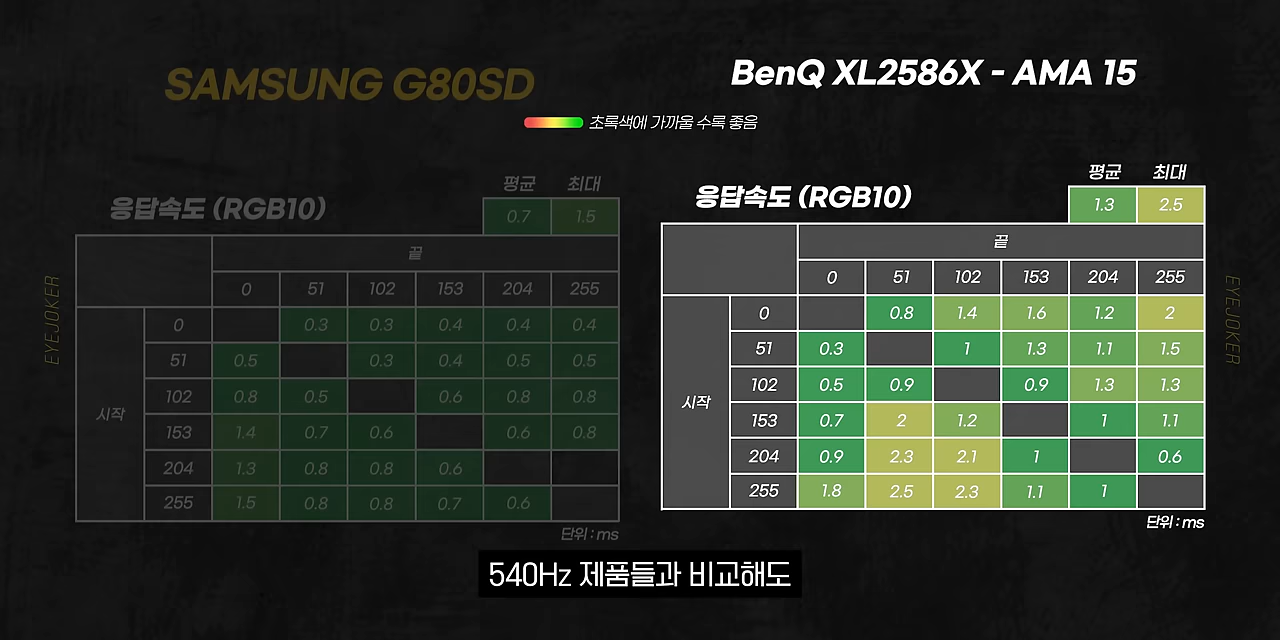 SAMSUNG G80SD
BenQ XL2586X - AMA 15
초록색에 가까울 수록 좋음
응답속도 (RGB10)
평균 최대
0.7 1.5
끝
0 51 102 153 204 255
시작
0 0.3 0.3 0.4 0.4 0.4
51 0.5 0.3 0.4 0.5 0.5
102 0.8 0.5 0.6 0.8 0.8
153 1.4 0.7 0.6 0.6 0.8
204 1.3 0.8 0.8 0.6
255 1.5 0.8 0.8 0.7 0.6
단위 : ms
EYEJOKER
응답속도 (RGB10)
평균 최대
1.3 2.5
끝
0 51 102 153 204 255
시작
0 0.8 1.4 1.6 1.2 2
51 0.3 1 1.3 1.1 1.5
102 0.5 0.9 0.9 1.3 1.3
153 0.7 2 1.2 1 1.1
204 0.9 2.3 2.1 1 0.6
255 1.8 2.5 2.3 1.1 1
단위 : ms
EYEJOKER
540Hz 제품들과 비교해도